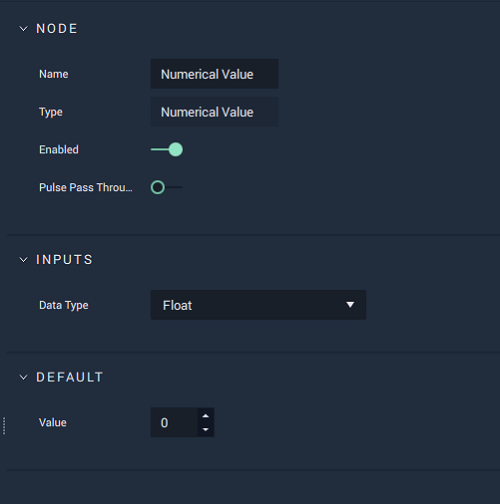 NODE
Name Numerical Value
Type Numerical Value
Enabled
Pulse Pass Throu...
INPUTS
Data Type Float
DEFAULT
Value 0